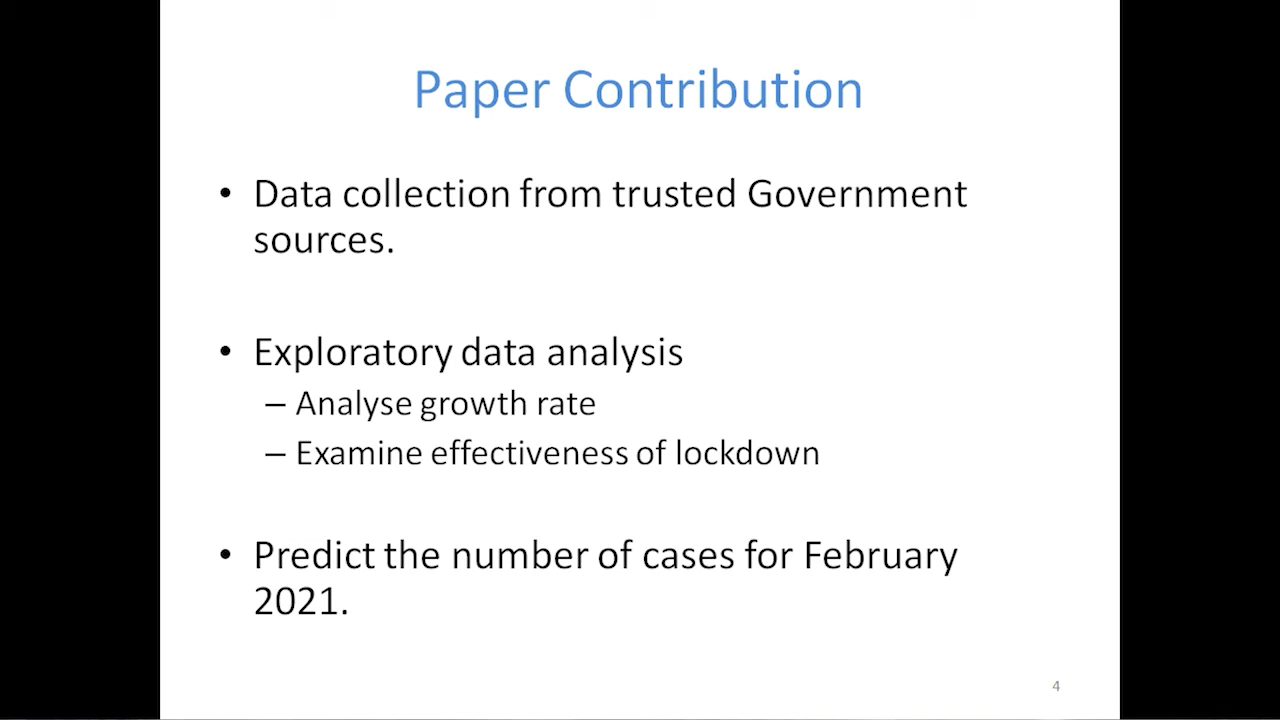 Paper Contribution
• Data collection from trusted Government
sources.
• Exploratory data analysis
– Analyse growth rate
– Examine effectiveness of lockdown
• Predict the number of cases for February
2021.
4